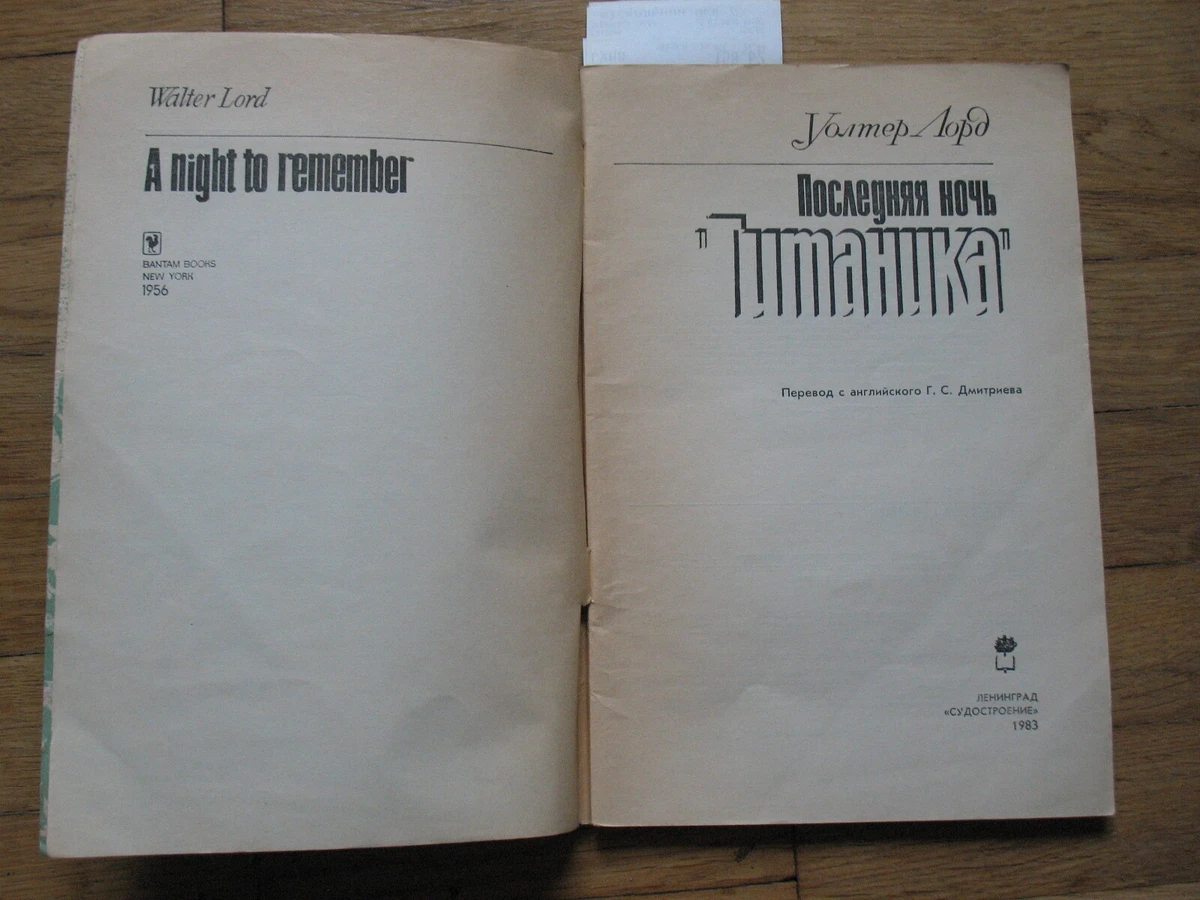 Walter Lord
A night to remember
BANTAM BOOKS
NEW YORK
1956
Уолтер Лорд
Последняя ночь
"Титаника"
Перевод с английского Г. С. Дмитриева
ЛЕНИНГРАД
«СУДОСТРОЕНИЕ»
1983